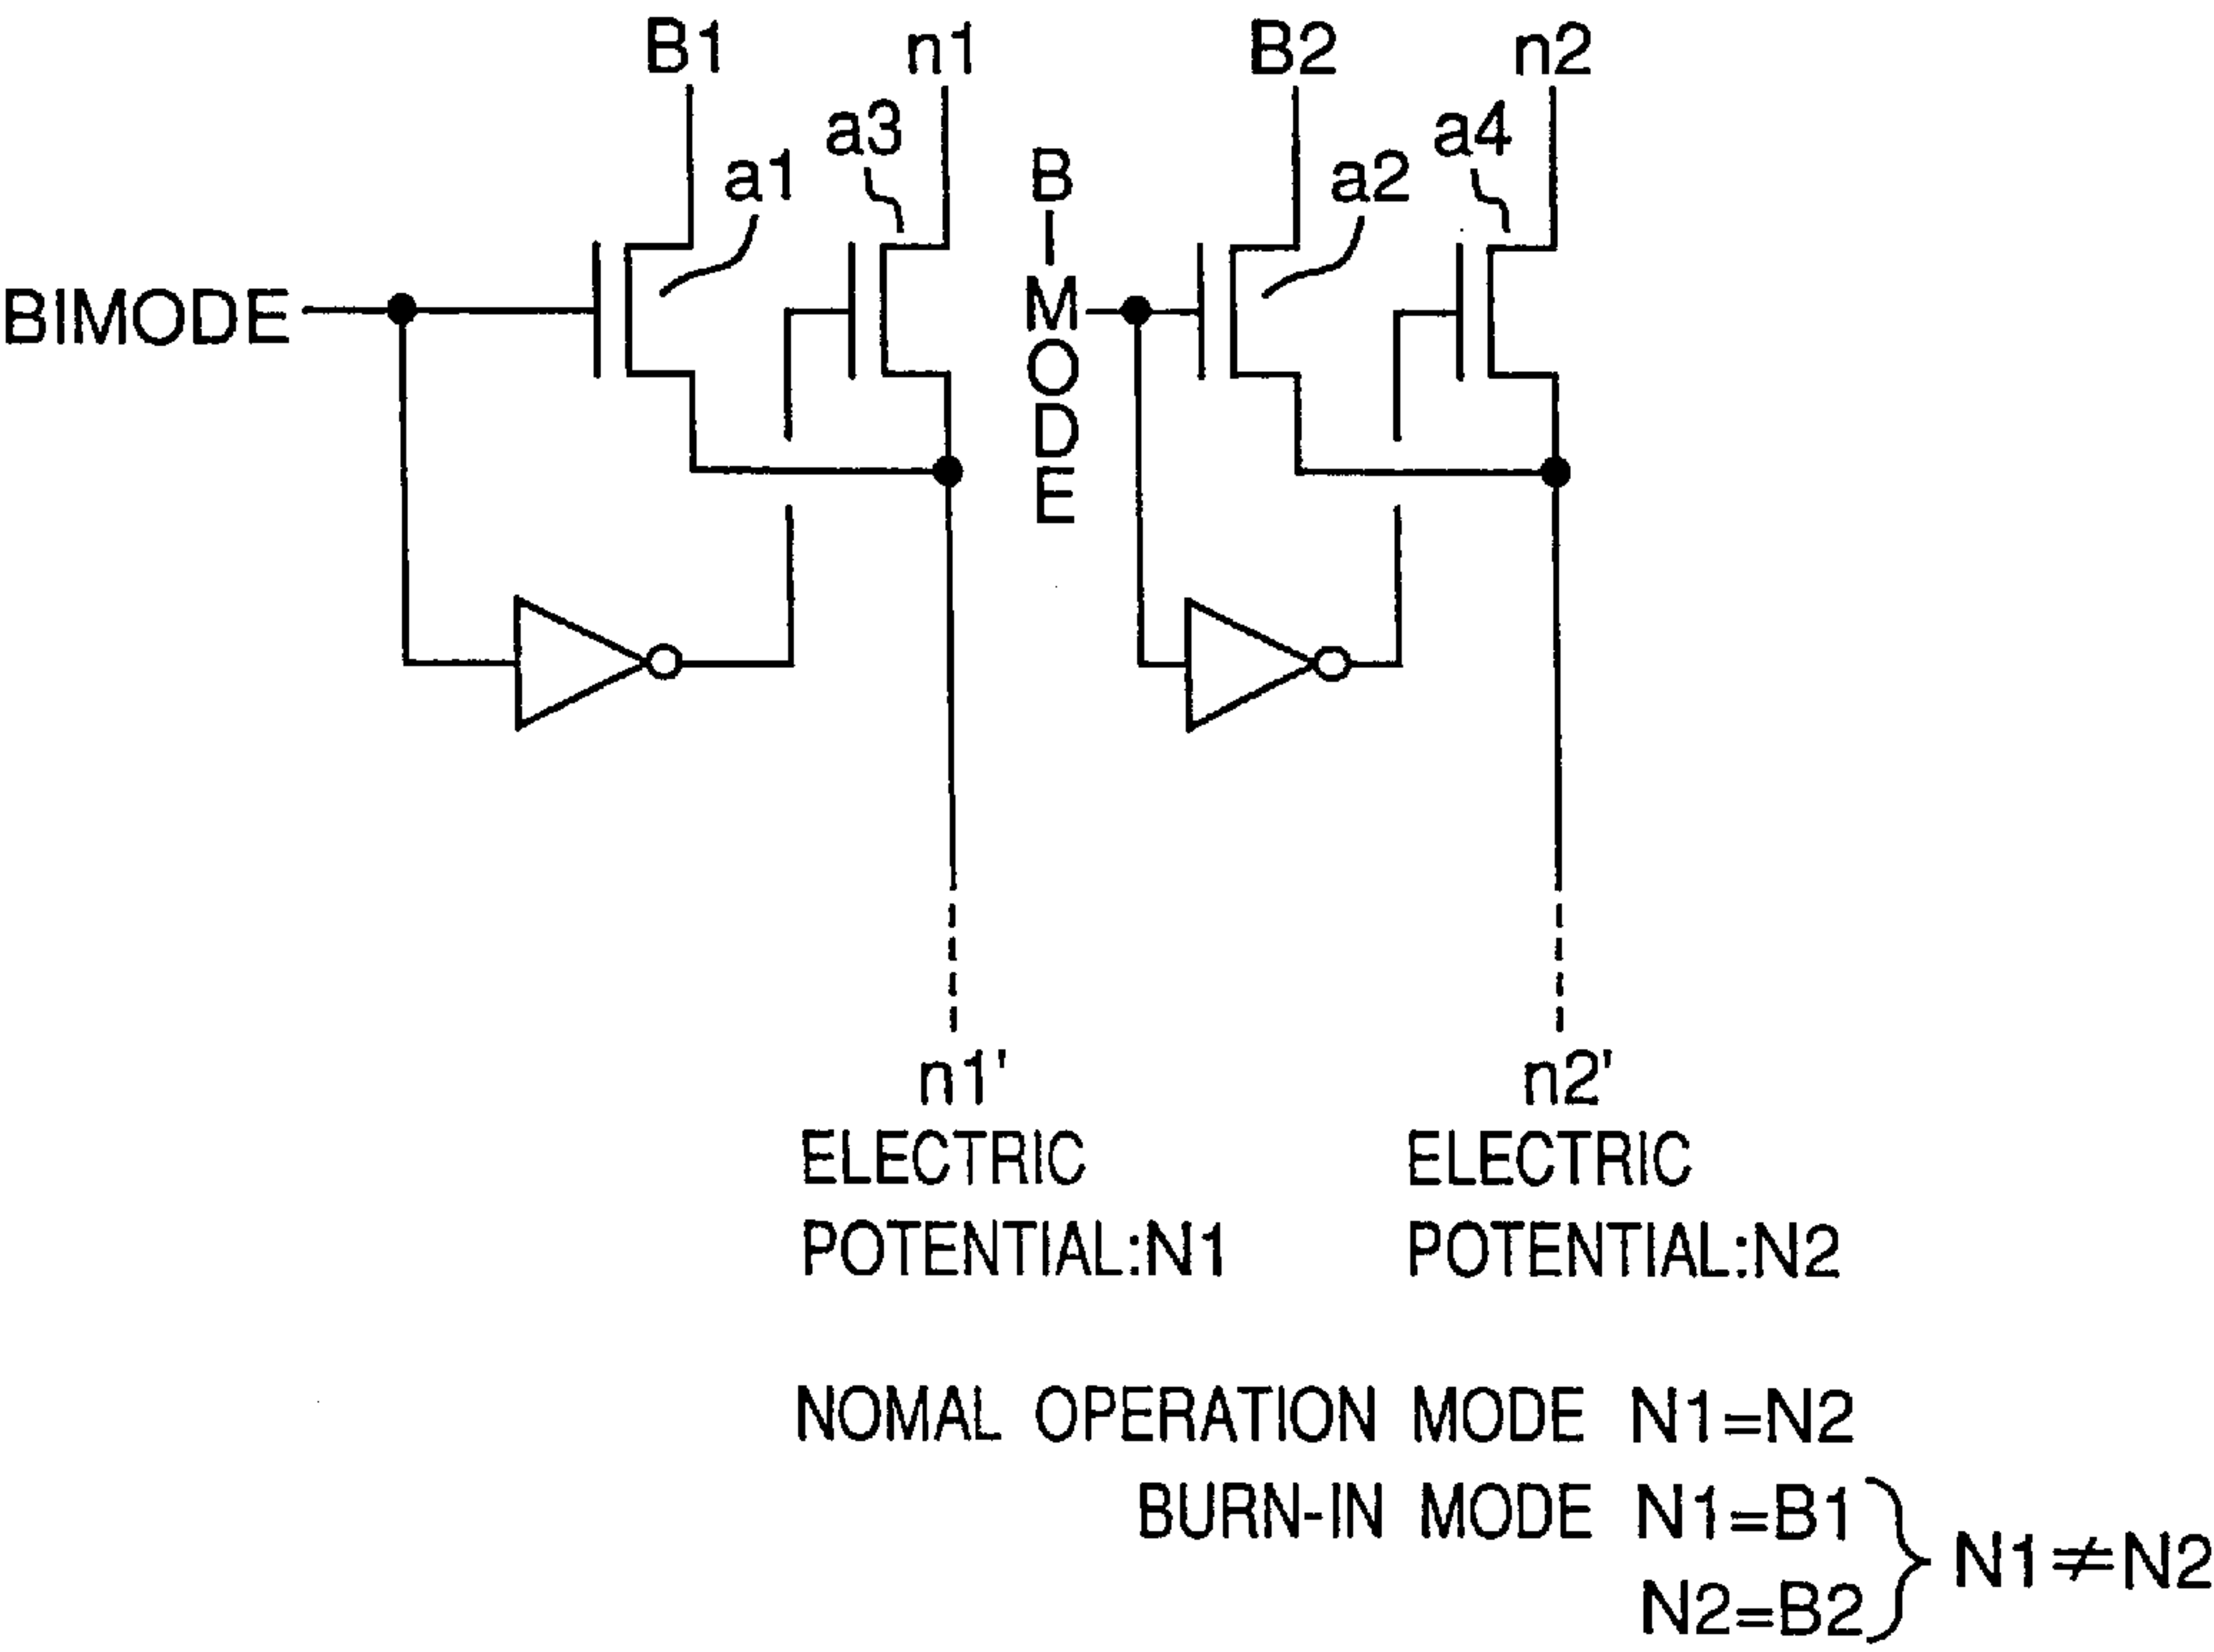 B1
n1
B2
n2
a3
a4
a1
a2
BIMODE
BIMODE
n1'
n2'
ELECTRIC
POTENTIAL:N1
ELECTRIC
POTENTIAL:N2
NOMAL OPERATION MODE N1=N2
BURN-IN MODE N1=B1
N2=B2
N1≠N2